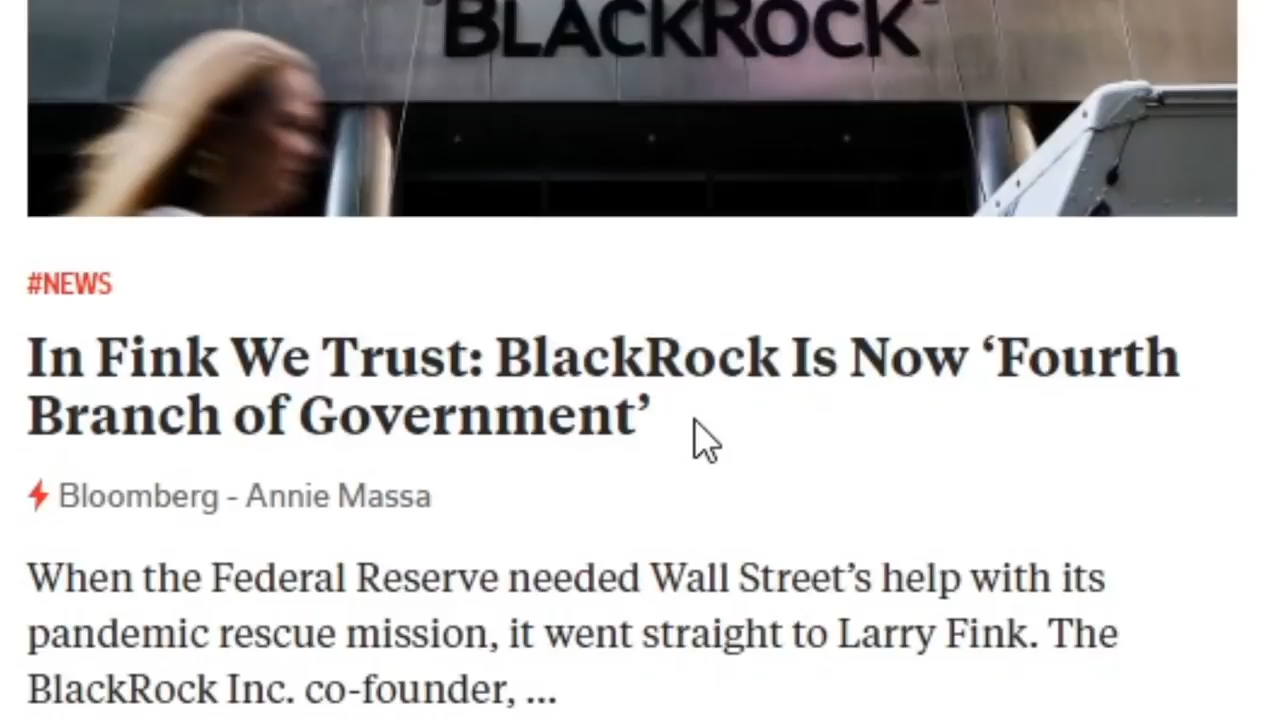 BLACKROCK
#NEWS
In Fink We Trust: BlackRock Is Now ‘Fourth
Branch of Government’
Bloomberg - Annie Massa
When the Federal Reserve needed Wall Street’s help with its
pandemic rescue mission, it went straight to Larry Fink. The
BlackRock Inc. co-founder, ...